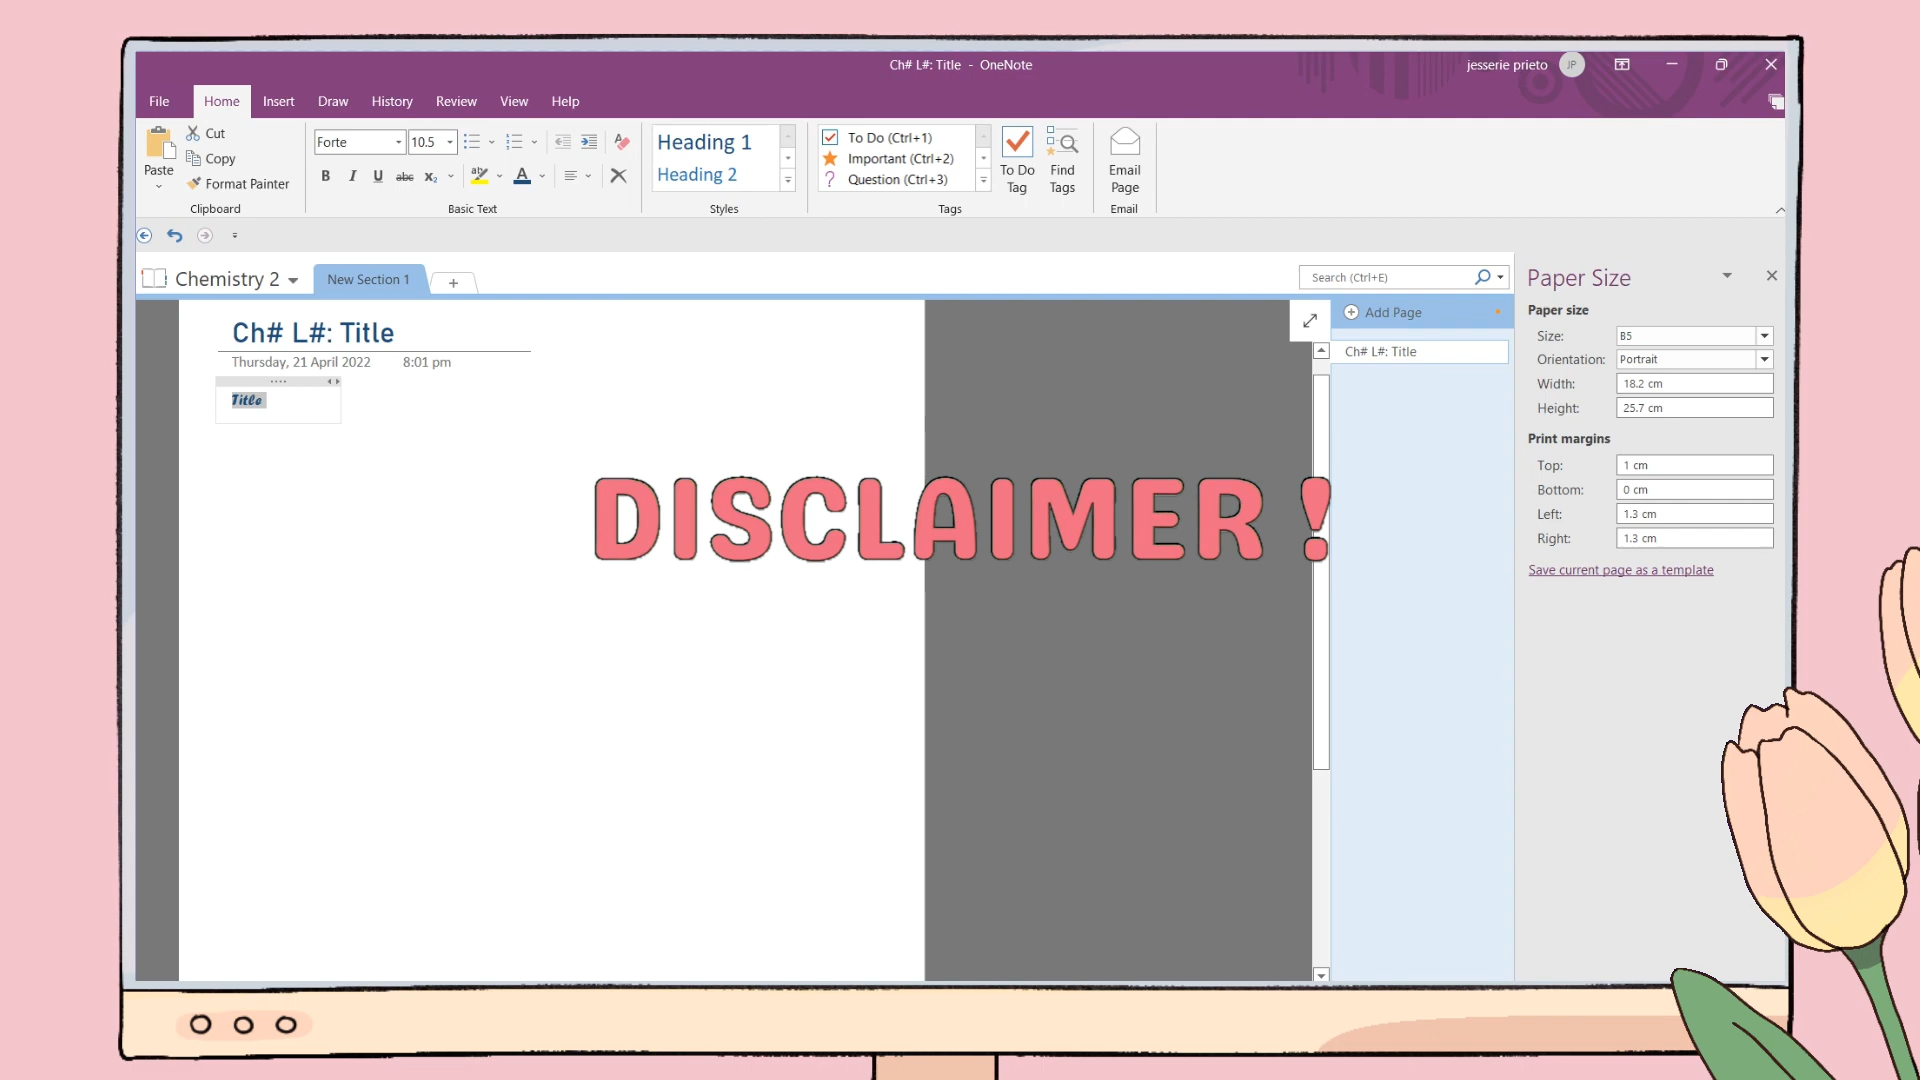 Ch# L#: Title - OneNote
jesserie prieto JP
File Home Insert Draw History Review View Help
Paste
Cut
Copy
Format Painter
Clipboard
Forte 10.5
B I U abc x₂ ab A
Basic Text
Heading 1
Heading 2
Styles
To Do (Ctrl+1)
Important (Ctrl+2)
? Question (Ctrl+3)
Tags
To Do
Tag
Find
Tags
Email
Page
Email
Chemistry 2
New Section 1
+
Search (Ctrl+E)
Ch# L#: Title
Thursday, 21 April 2022 8:01 pm
Title
DISCLAIMER !
Add Page
Ch# L#: Title
Paper Size
Paper size
Size: B5
Orientation: Portrait
Width: 18.2 cm
Height: 25.7 cm
Print margins
Top: 1 cm
Bottom: 0 cm
Left: 1.3 cm
Right: 1.3 cm
Save current page as a template